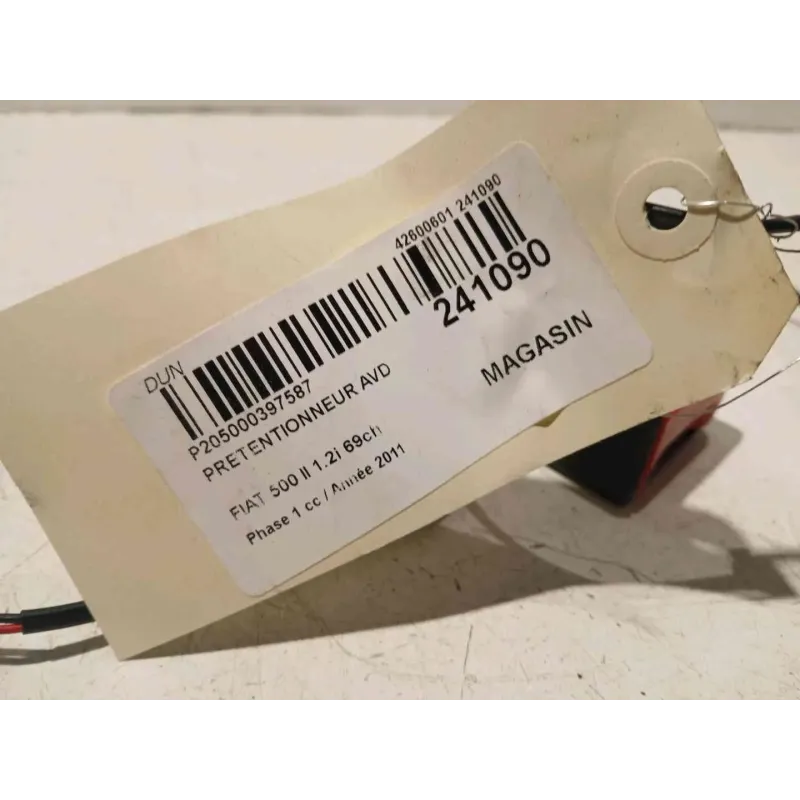 42600601 241090
DUN
241090
P205000397587
PRETENTIONNEUR AVD
MAGASIN
FIAT 500 II 1.2i 69ch
Phase 1 cc / Année 2011